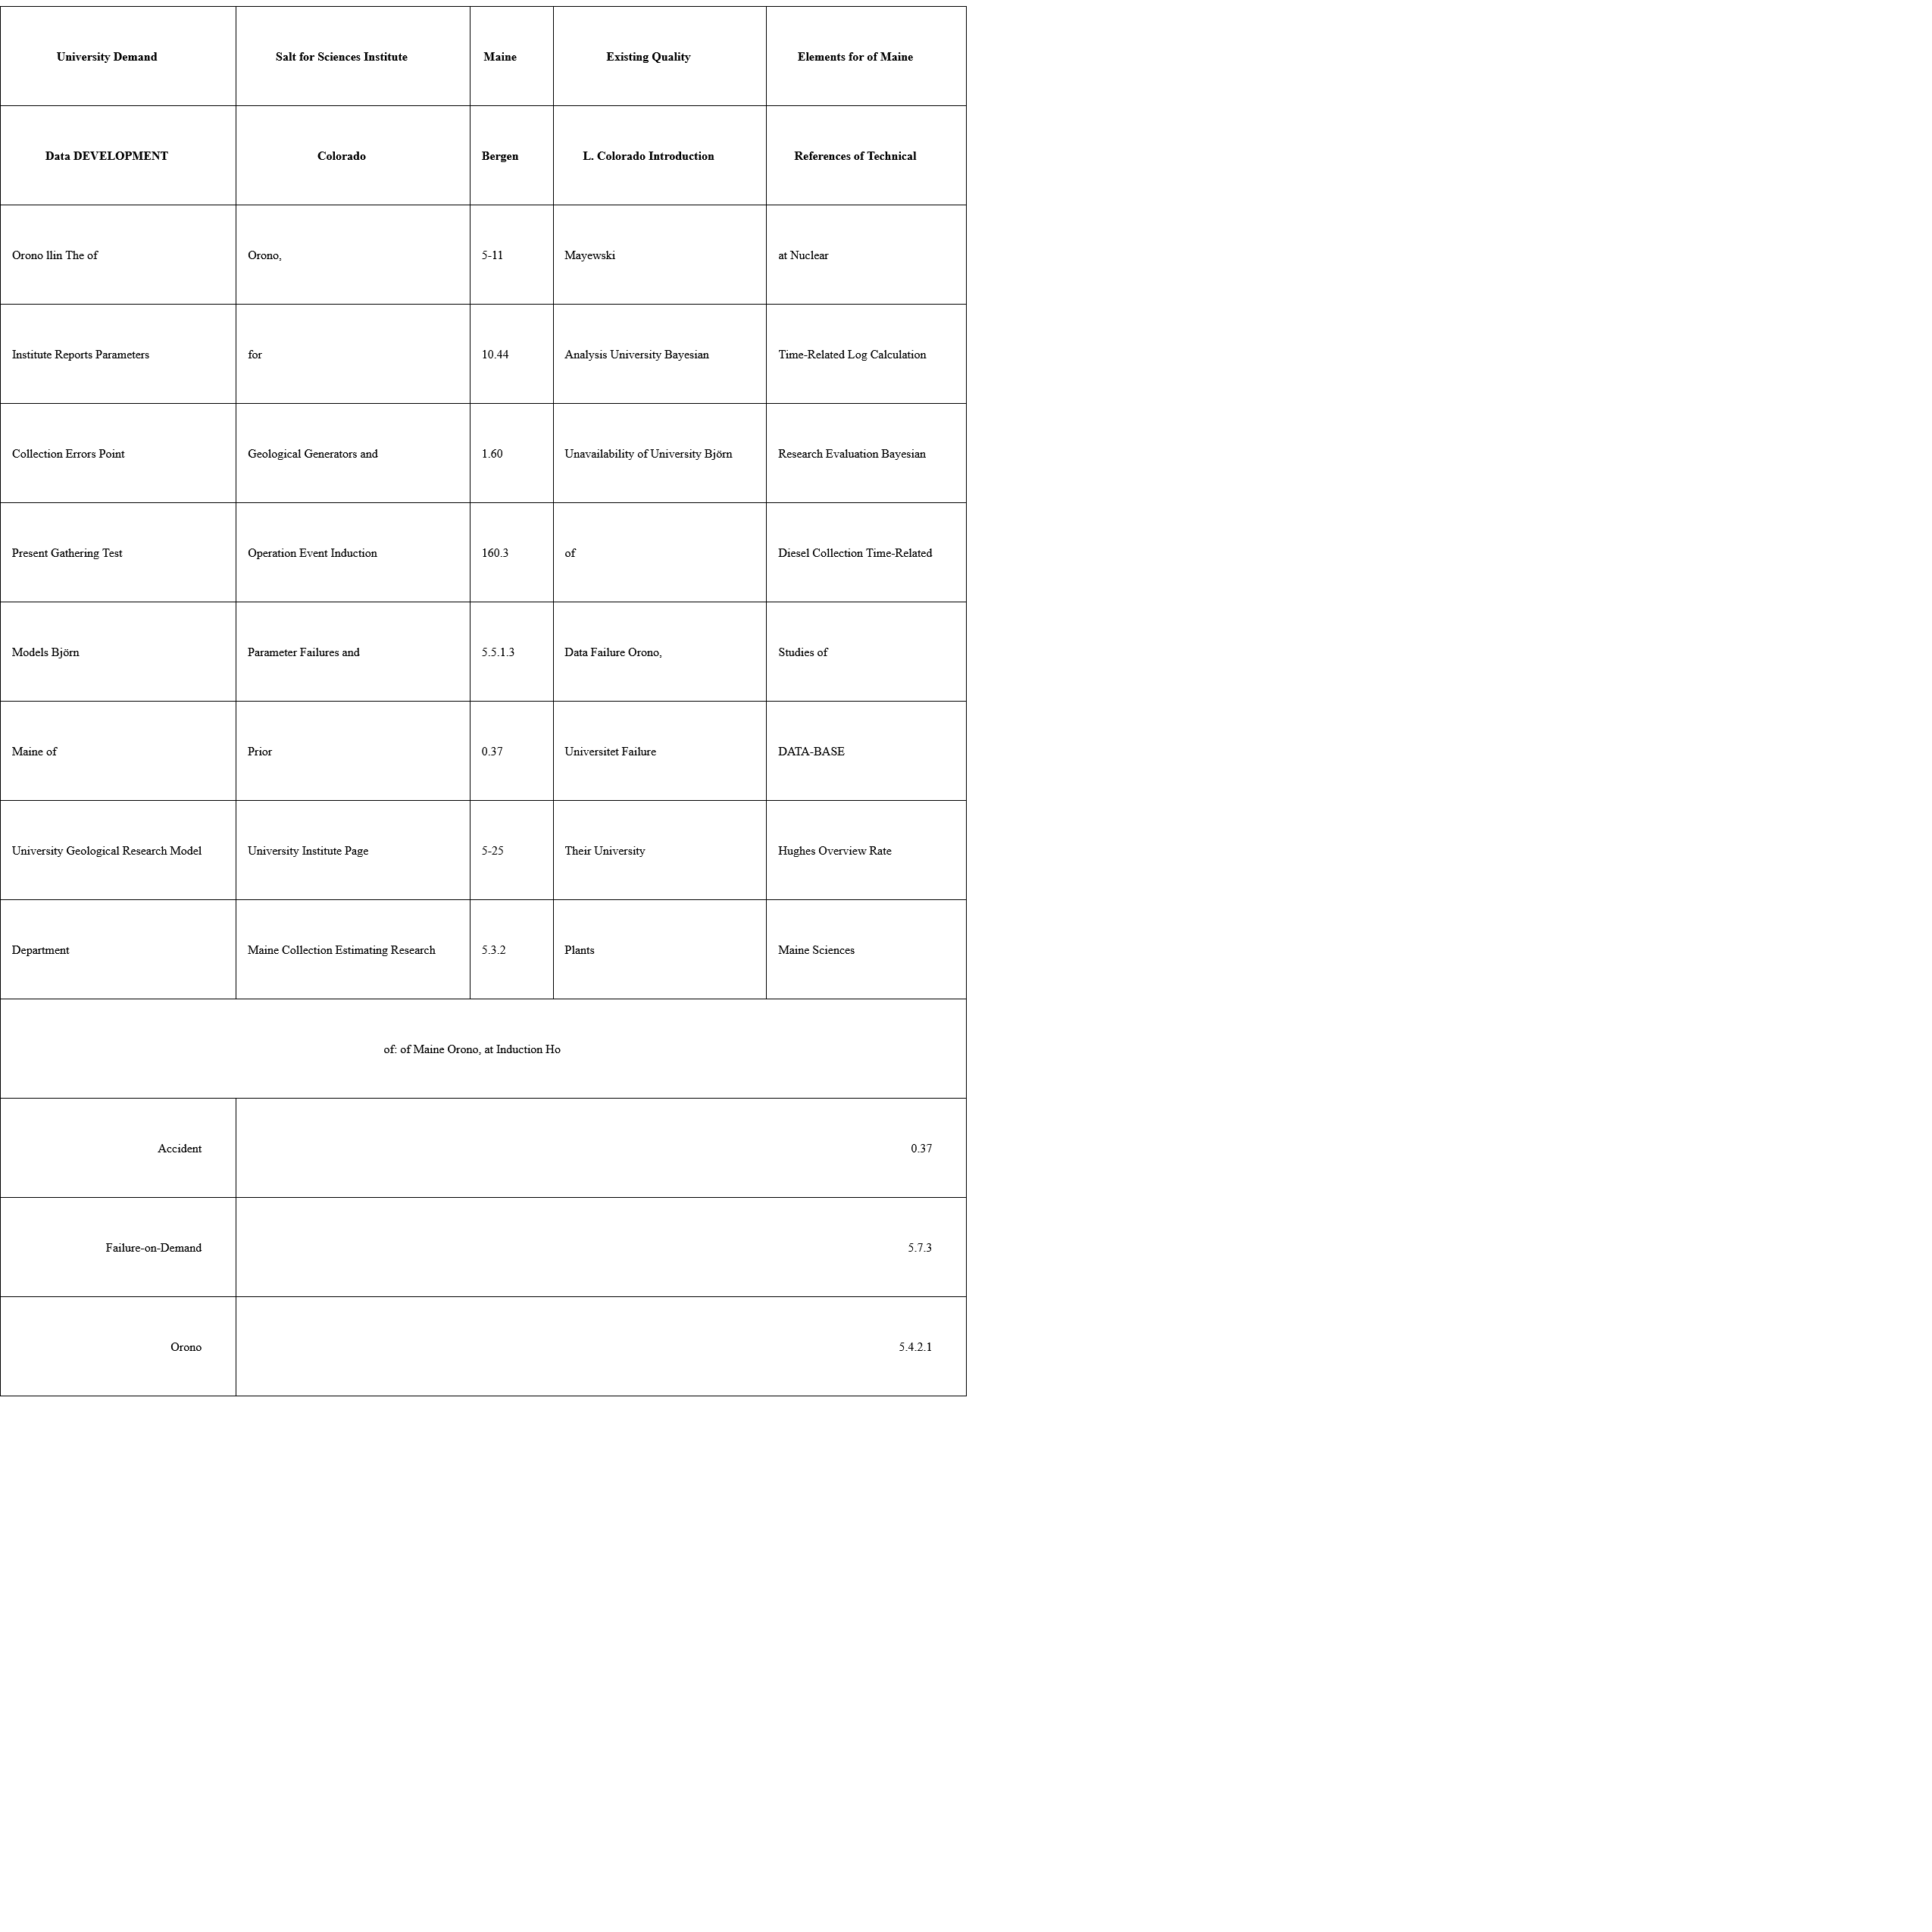 University Demand Salt for Sciences Institute Maine Existing Quality Elements for of Maine
Data DEVELOPMENT Colorado Bergen L. Colorado Introduction References of Technical
Orono llin The of Orono, 5-11 Mayewski at Nuclear
Institute Reports Parameters for 10.44 Analysis University Bayesian Time-Related Log Calculation
Collection Errors Point Geological Generators and 1.60 Unavailability of University Björn Research Evaluation Bayesian
Present Gathering Test Operation Event Induction 160.3 of Diesel Collection Time-Related
Models Björn Parameter Failures and 5.5.1.3 Data Failure Orono, Studies of
Maine of Prior 0.37 Universitet Failure DATA-BASE
University Geological Research Model University Institute Page 5-25 Their University Hughes Overview Rate
Department Maine Collection Estimating Research 5.3.2 Plants Maine Sciences
of: of Maine Orono, at Induction Ho
Accident 0.37
Failure-on-Demand 5.7.3
Orono 5.4.2.1